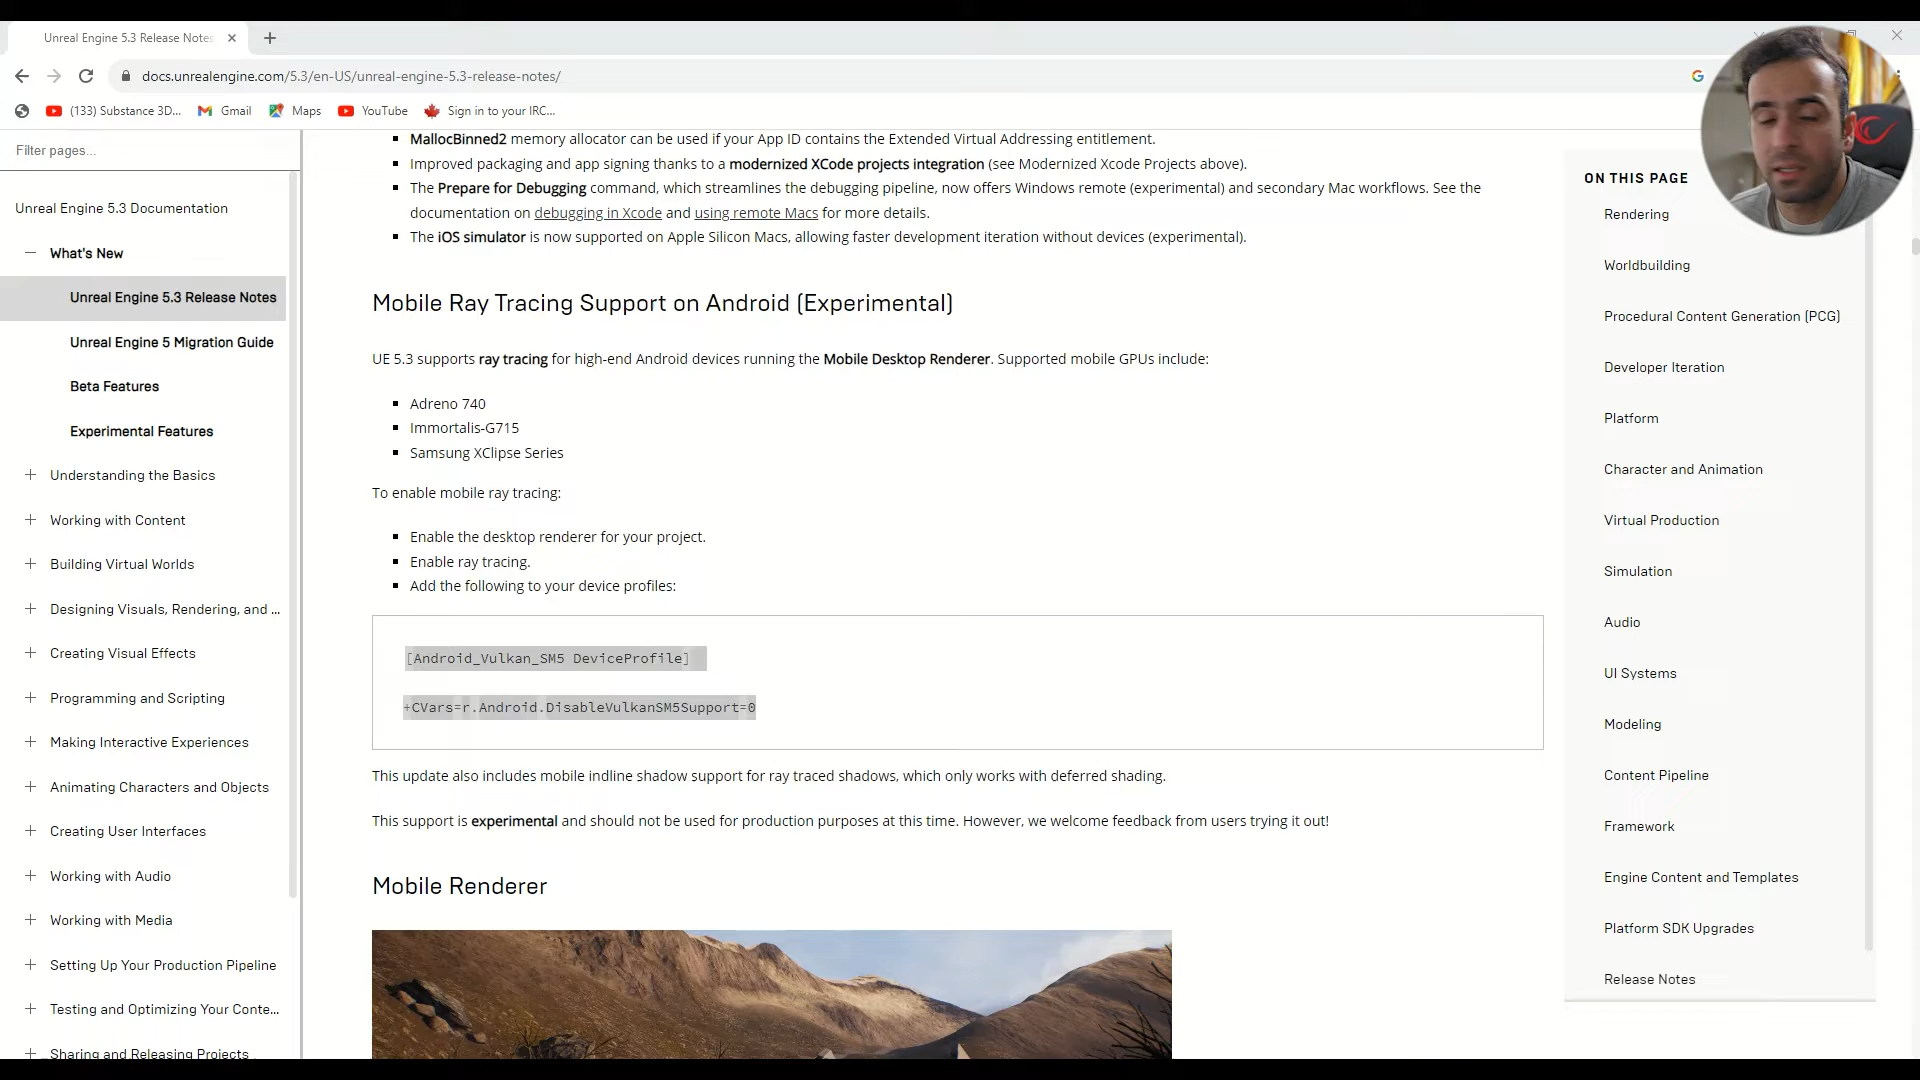 Unreal Engine 5.3 Release Notes
docs.unrealengine.com/5.3/en-US/unreal-engine-5.3-release-notes/
(133) Substance 3D...
Gmail
Maps
YouTube
Sign in to your IRC...
Filter pages...
Unreal Engine 5.3 Documentation
What's New
Unreal Engine 5.3 Release Notes
Unreal Engine 5 Migration Guide
Beta Features
Experimental Features
Understanding the Basics
Working with Content
Building Virtual Worlds
Designing Visuals, Rendering, and ...
Creating Visual Effects
Programming and Scripting
Making Interactive Experiences
Animating Characters and Objects
Creating User Interfaces
Working with Audio
Working with Media
Setting Up Your Production Pipeline
Testing and Optimizing Your Conte...
Sharing and Releasing Projects
MallocBinned2 memory allocator can be used if your App ID contains the Extended Virtual Addressing entitlement.
Improved packaging and app signing thanks to a modernized XCode projects integration (see Modernized Xcode Projects above).
The Prepare for Debugging command, which streamlines the debugging pipeline, now offers Windows remote (experimental) and secondary Mac workflows. See the
documentation on debugging in Xcode and using remote Macs for more details.
The iOS simulator is now supported on Apple Silicon Macs, allowing faster development iteration without devices (experimental).
Mobile Ray Tracing Support on Android (Experimental)
UE 5.3 supports ray tracing for high-end Android devices running the Mobile Desktop Renderer. Supported mobile GPUs include:
Adreno 740
Immortalis-G715
Samsung XClipse Series
To enable mobile ray tracing:
Enable the desktop renderer for your project.
Enable ray tracing.
Add the following to your device profiles:
[Android_Vulkan_SM5 DeviceProfile]
+CVars=r.Android.DisableVulkanSM5Support=0
This update also includes mobile indline shadow support for ray traced shadows, which only works with deferred shading.
This support is experimental and should not be used for production purposes at this time. However, we welcome feedback from users trying it out!
Mobile Renderer
ON THIS PAGE
Rendering
Worldbuilding
Procedural Content Generation (PCG)
Developer Iteration
Platform
Character and Animation
Virtual Production
Simulation
Audio
UI Systems
Modeling
Content Pipeline
Framework
Engine Content and Templates
Platform SDK Upgrades
Release Notes